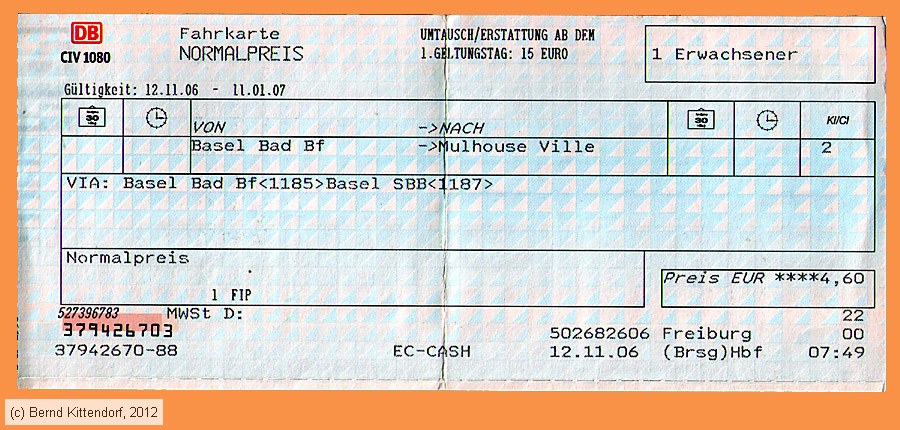 DB
Fahrkarte
UMTAUSCH/ERSTATTUNG AB DEM
CIV 1080
NORMALPREIS
1.GELTUNGSTAG: 15 EURO
1 Erwachsener
Gültigkeit: 12.11.06 - 11.01.07
30
30
Kl/Cl
VON ->NACH
Basel Bad Bf ->Mulhouse Ville 2
VIA: Basel Bad Bf<1185>Basel SBB<1187>
Normalpreis
Preis EUR ****4,60
1 FIP
527396783 MWSt D: 22
379426703 502682606 Freiburg 00
37942670-88 EC-CASH 12.11.06 (Brsg)Hbf 07:49
(c) Bernd Kittendorf, 2012